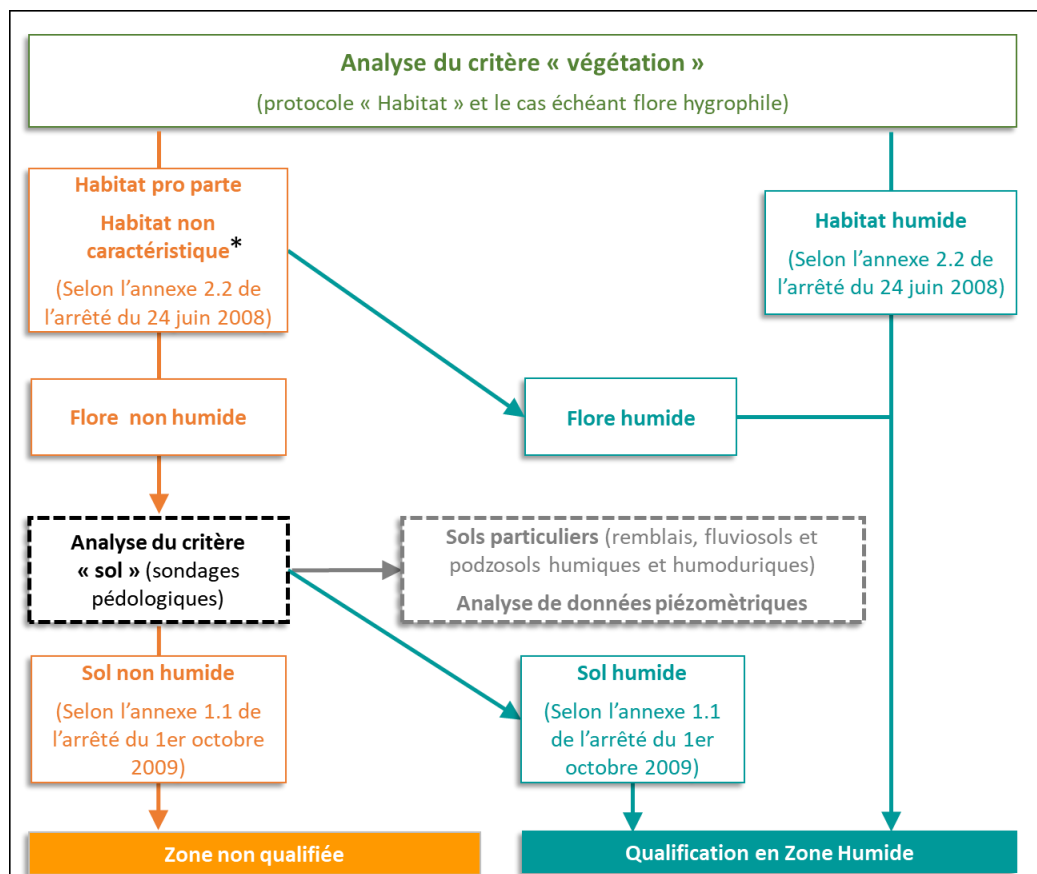 Analyse du critère « végétation »
(protocole « Habitat » et le cas échéant flore hygrophile)
Habitat pro parte
Habitat non
caractéristique*
(Selon l'annexe 2.2 de
l'arrêté du 24 juin 2008)
Habitat humide
(Selon l'annexe 2.2 de
l'arrêté du 24 juin 2008)
Flore non humide
Flore humide
Analyse du critère
« sol » (sondages
pédologiques)
Sols particuliers (remblais, fluviosols et
podzosols humiques et humoduriques)
Analyse de données piézomètriques
Sol non humide
(Selon l'annexe 1.1 de
l'arrêté du 1er octobre
2009)
Sol humide
(Selon l'annexe 1.1
de l'arrêté du 1er
octobre 2009)
Zone non qualifiée
Qualification en Zone Humide